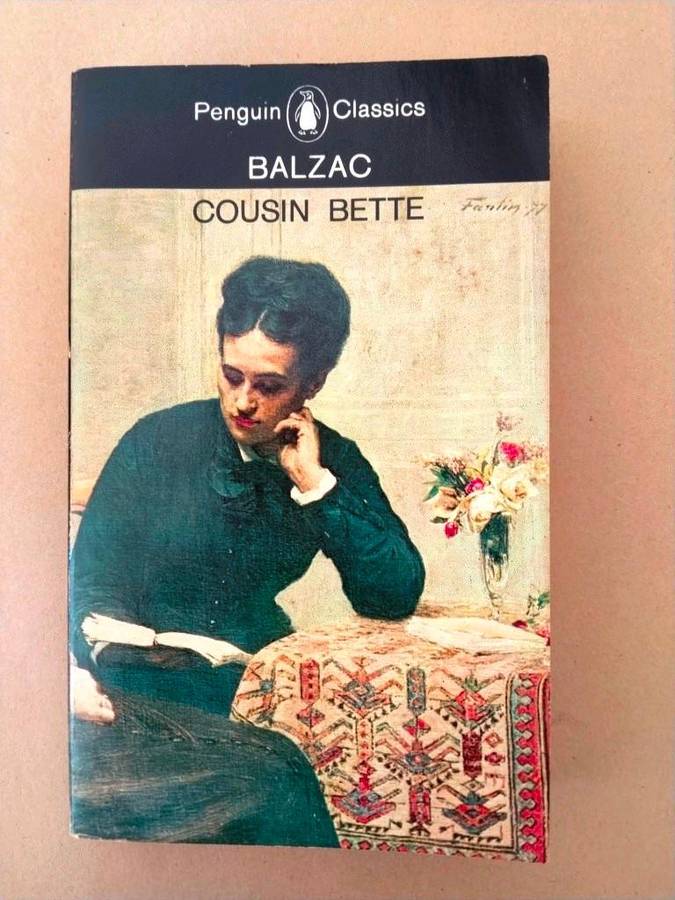 Penguin Classics
BALZAC
COUSIN BETTE
Fantin. 77